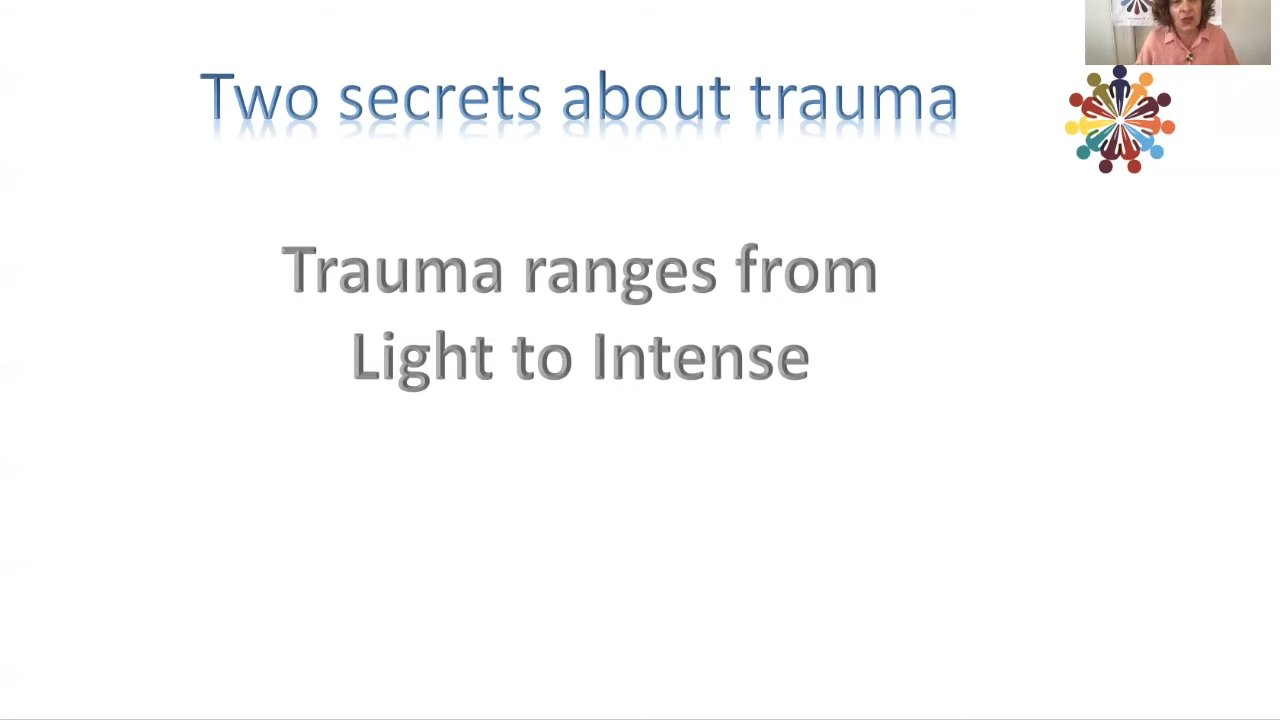 Two secrets about trauma
Trauma ranges from
Light to Intense